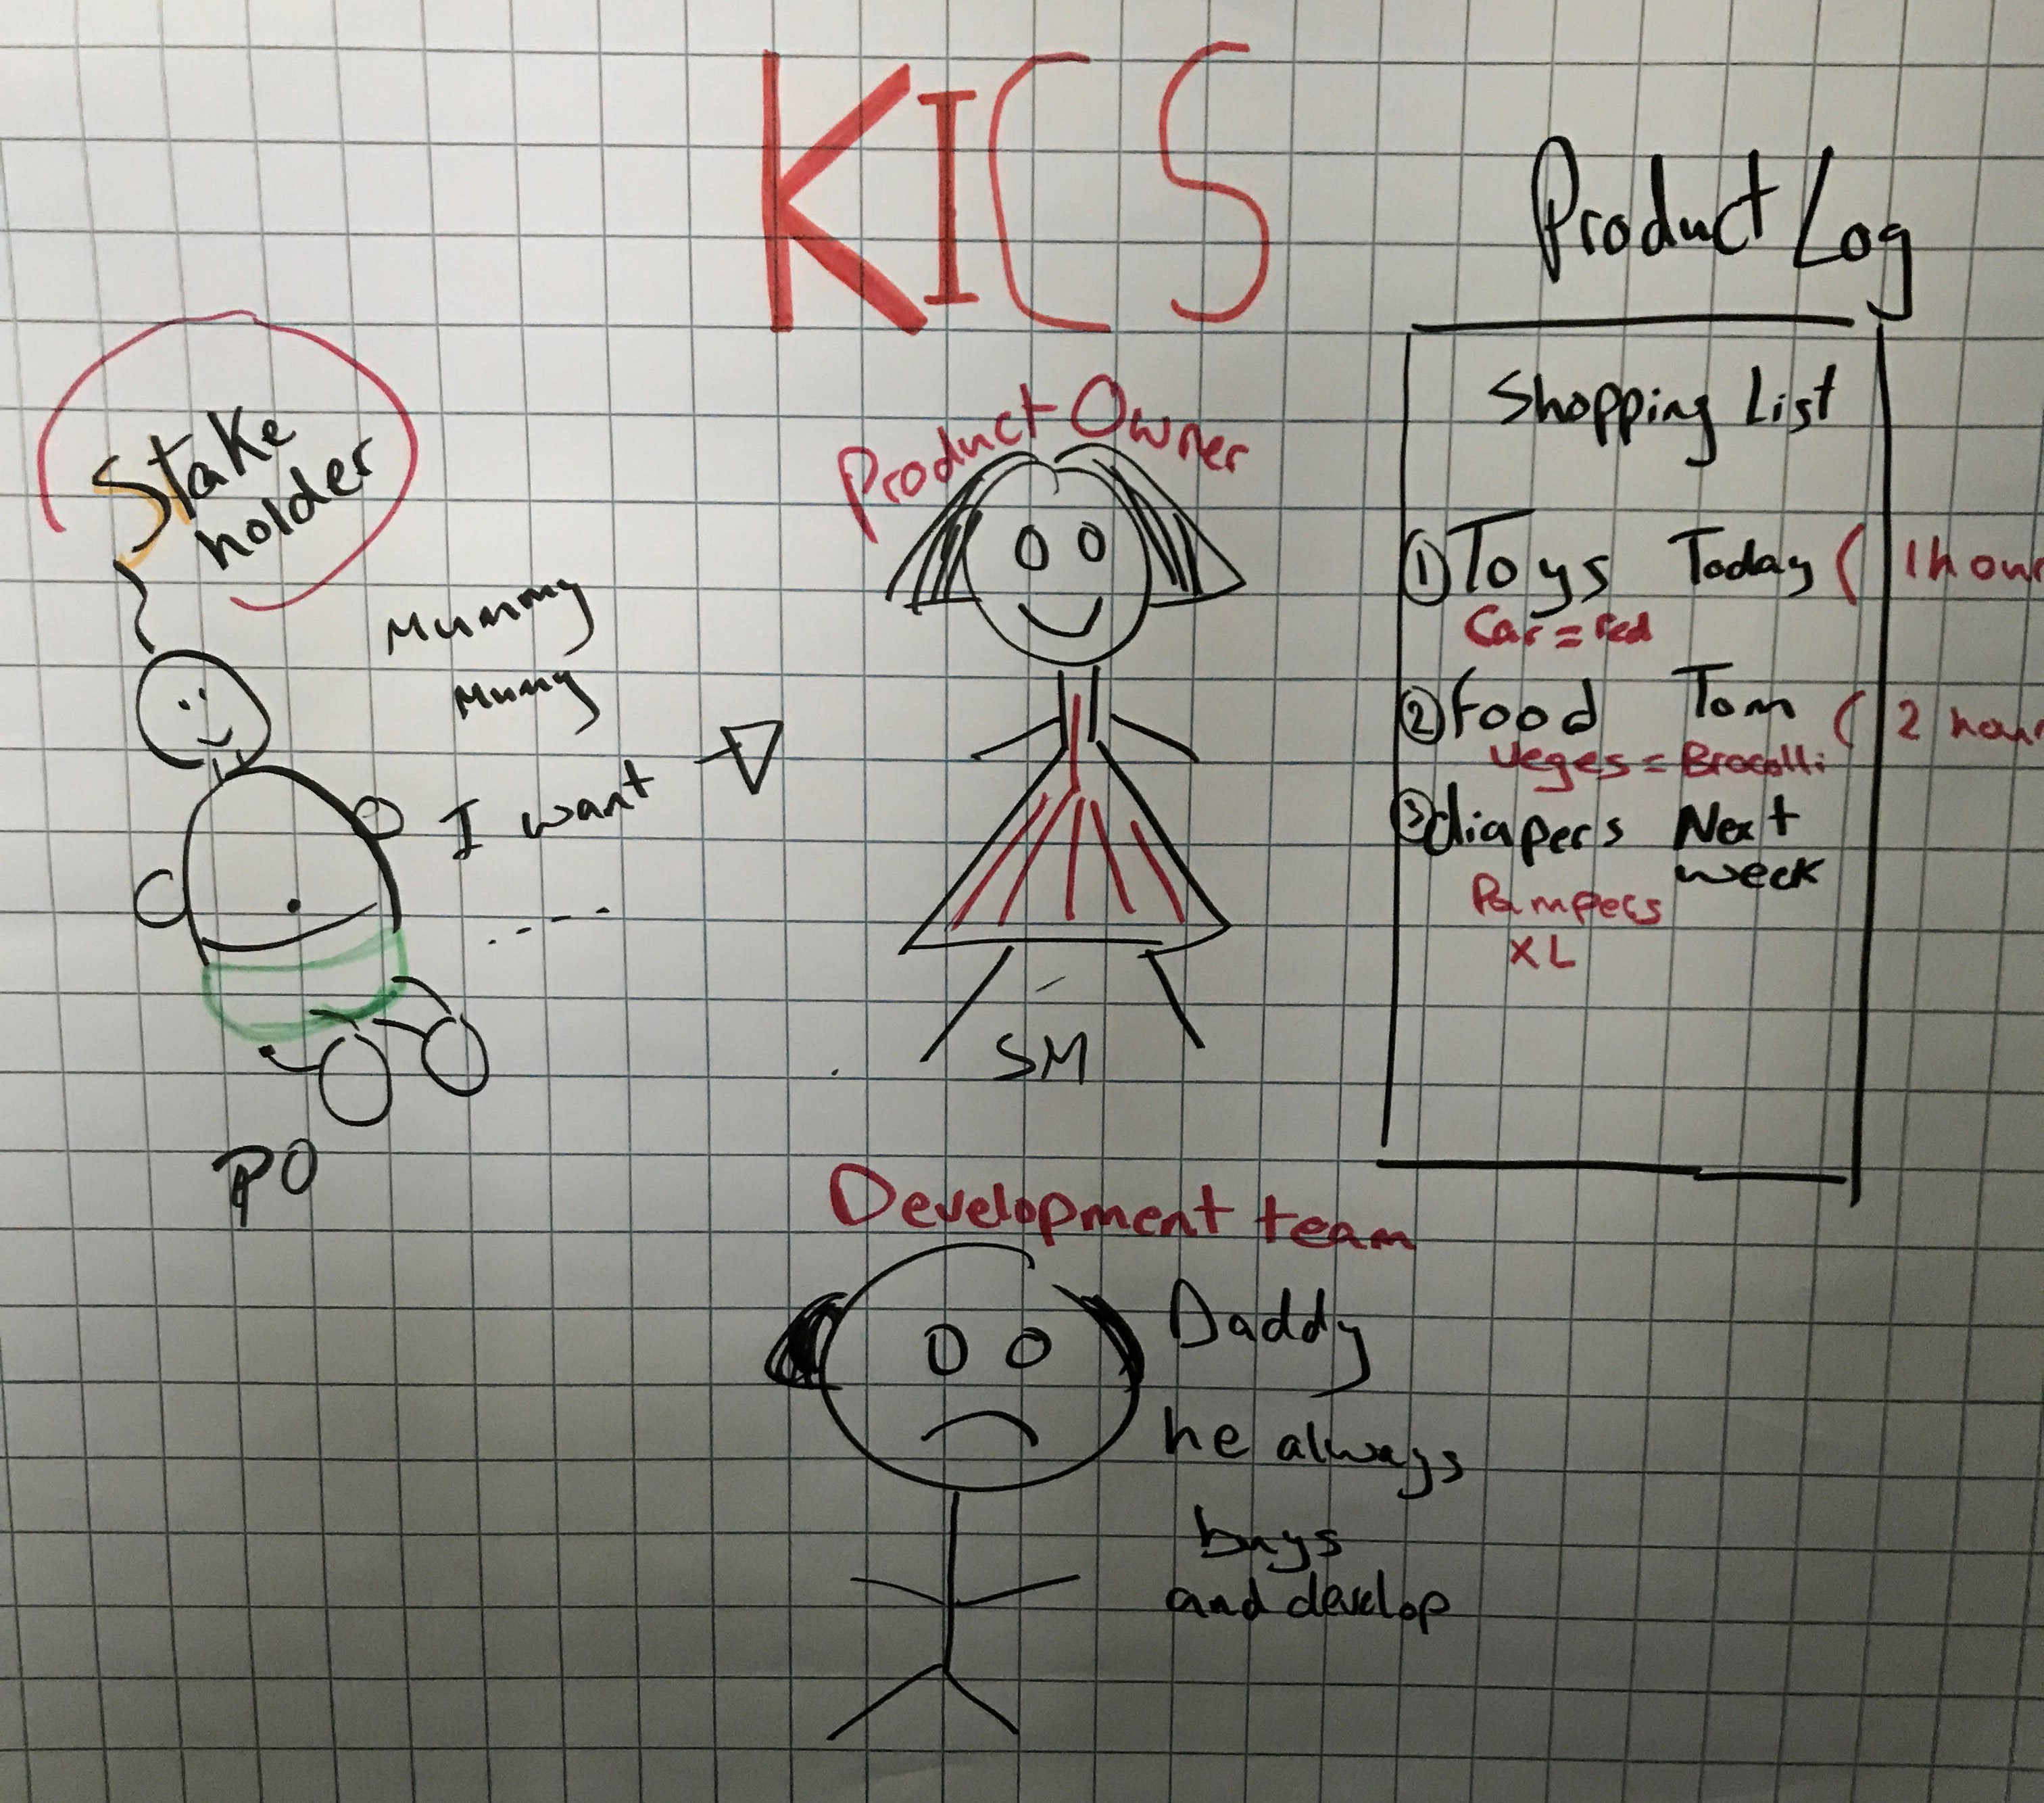 KICS
Product Log
Stake
holder
Mummy
Mumy
I want
- - - -
PO
Product Owner
SM
Shopping List
① Toys Today ( 1 hour
Car = red
② Food Tom ( 2 hour
Veges = Brocolli
③ diapers Next
week
Pampers
XL
Development team
Daddy
he always
buys
and develop